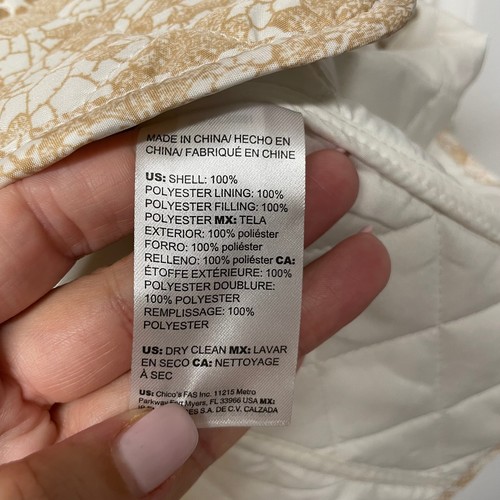 MADE IN CHINA/ HECHO EN
CHINA/ FABRIQUÉ EN CHINE
US: SHELL: 100%
POLYESTER LINING: 100%
POLYESTER FILLING: 100%
POLYESTER MX: TELA
EXTERIOR: 100% poliéster
FORRO: 100% poliéster
RELLENO: 100% poliéster CA:
ÉTOFFE EXTÉRIEURE: 100%
POLYESTER DOUBLURE:
100% POLYESTER
REMPLISSAGE: 100%
POLYESTER
US: DRY CLEAN MX: LAVAR
EN SECO CA: NETTOYAGE
À SEC
US: Chico's FAS Inc. 11215 Metro
Parkway Fort Myers, FL 33966 USA MX:
S.A. DE C.V. CALZADA